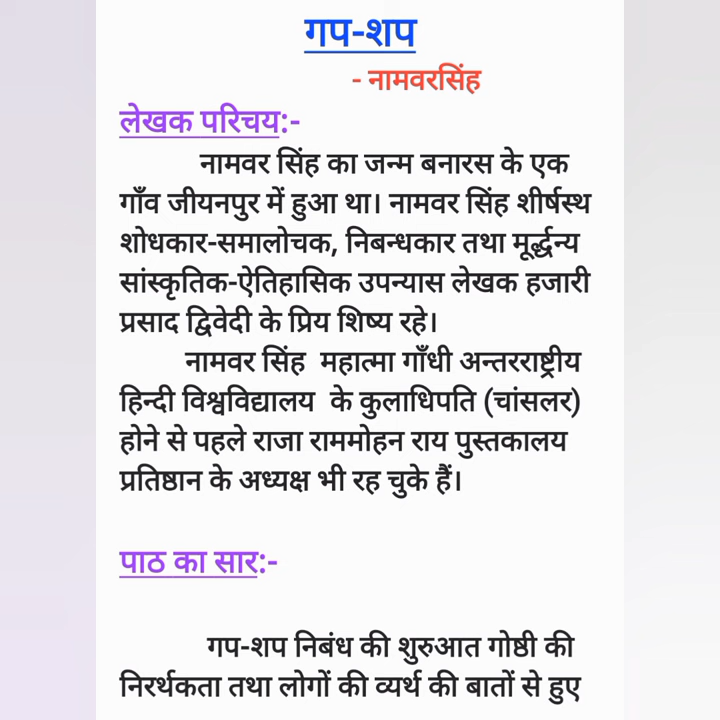 गप-शप
- नामवरसिंह
लेखक परिचय:-
नामवर सिंह का जन्म बनारस के एक
गाँव जीयनपुर में हुआ था। नामवर सिंह शीर्षस्थ
शोधकार-समालोचक, निबन्धकार तथा मूर्द्धन्य
सांस्कृतिक-ऐतिहासिक उपन्यास लेखक हजारी
प्रसाद द्विवेदी के प्रिय शिष्य रहे।
नामवर सिंह महात्मा गाँधी अन्तरराष्ट्रीय
हिन्दी विश्वविद्यालय के कुलाधिपति (चांसलर)
होने से पहले राजा राममोहन राय पुस्तकालय
प्रतिष्ठान के अध्यक्ष भी रह चुके हैं।
पाठ का सार:-
गप-शप निबंध की शुरुआत गोष्ठी की
निरर्थकता तथा लोगों की व्यर्थ की बातों से हुए